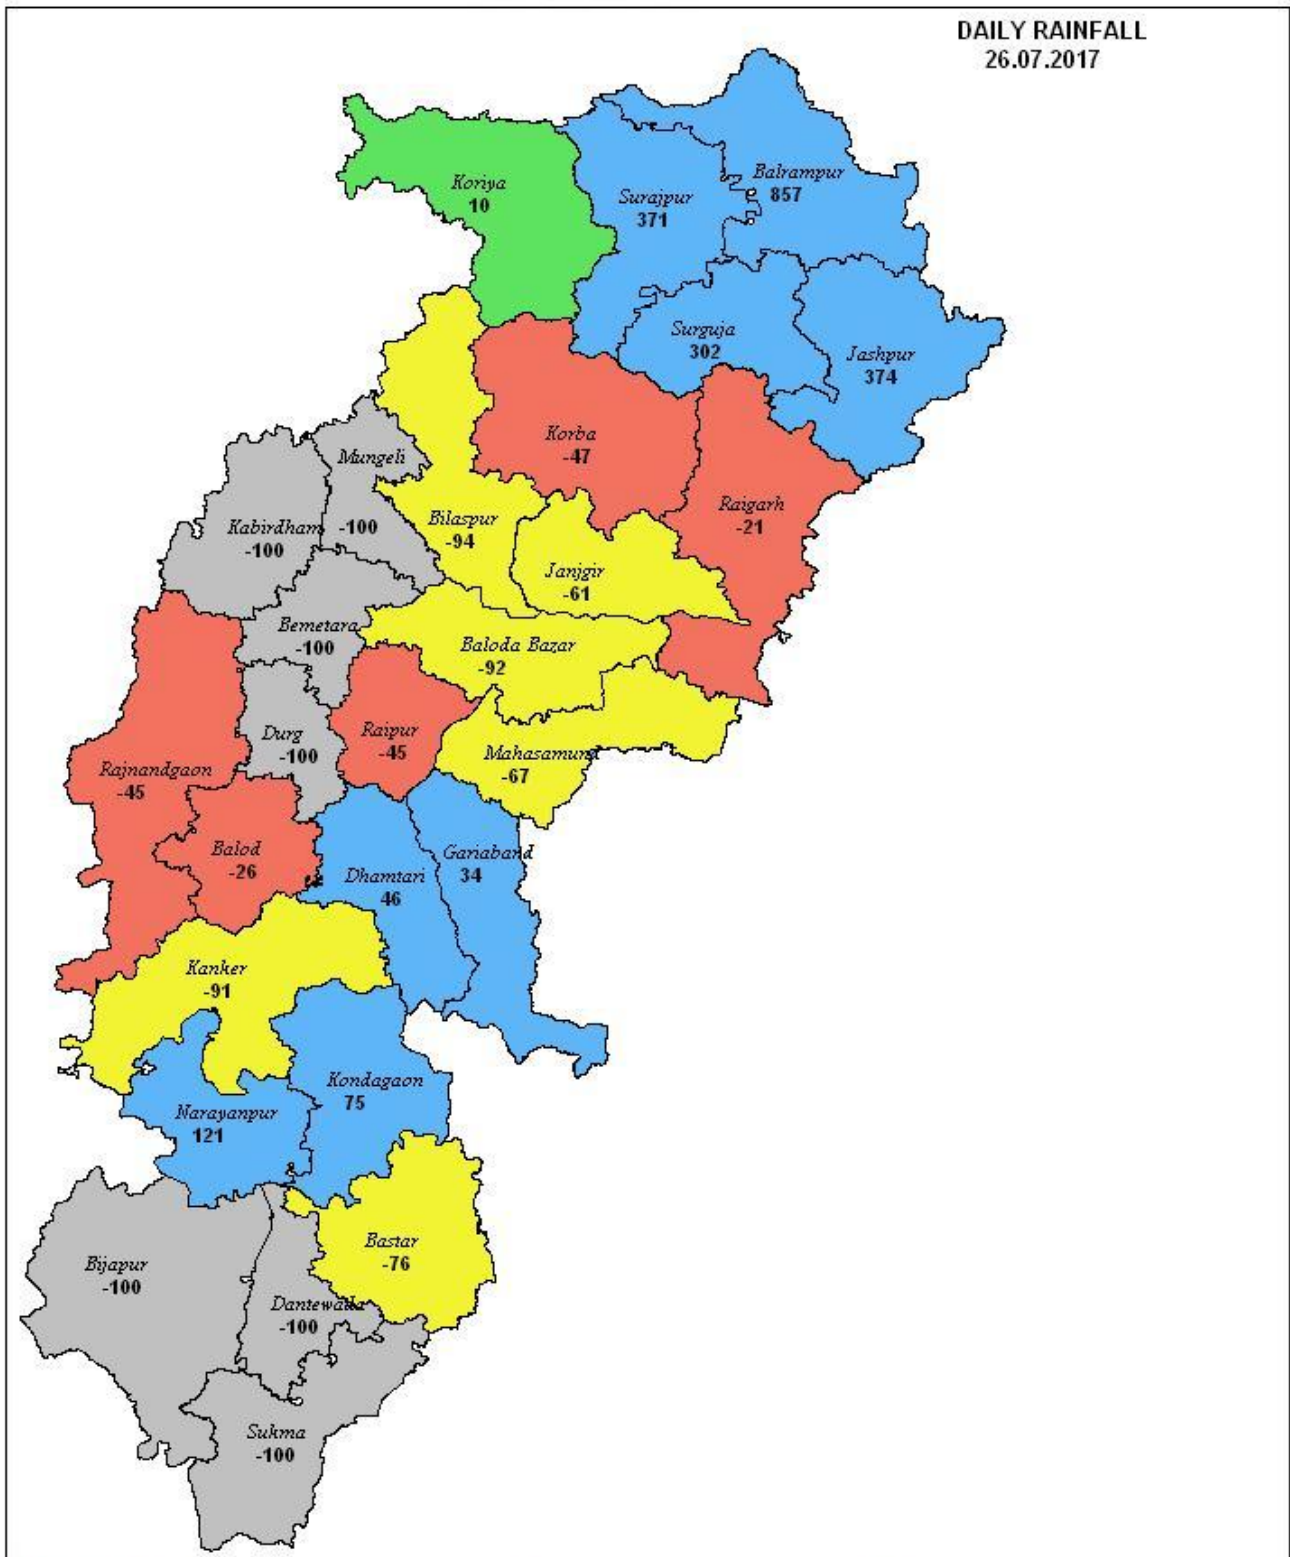 DAILY RAINFALL
26.07.2017
Koriya
10
Surajpur
371
Balrampur
857
Surguja
302
Jashpur
374
Korba
-47
Raigarh
-21
Mungeli
-100
Kabirdham
-100
Bilaspur
-94
Janjgir
-61
Bemetara
-100
Baloda Bazar
-92
Durg
-100
Raipur
-45
Mahasamund
-67
Rajnandgaon
-45
Balod
-26
Dhamtari
46
Gariaband
34
Kanker
-91
Kondagaon
75
Narayanpur
121
Bastar
-76
Bijapur
-100
Dantewada
-100
Sukma
-100